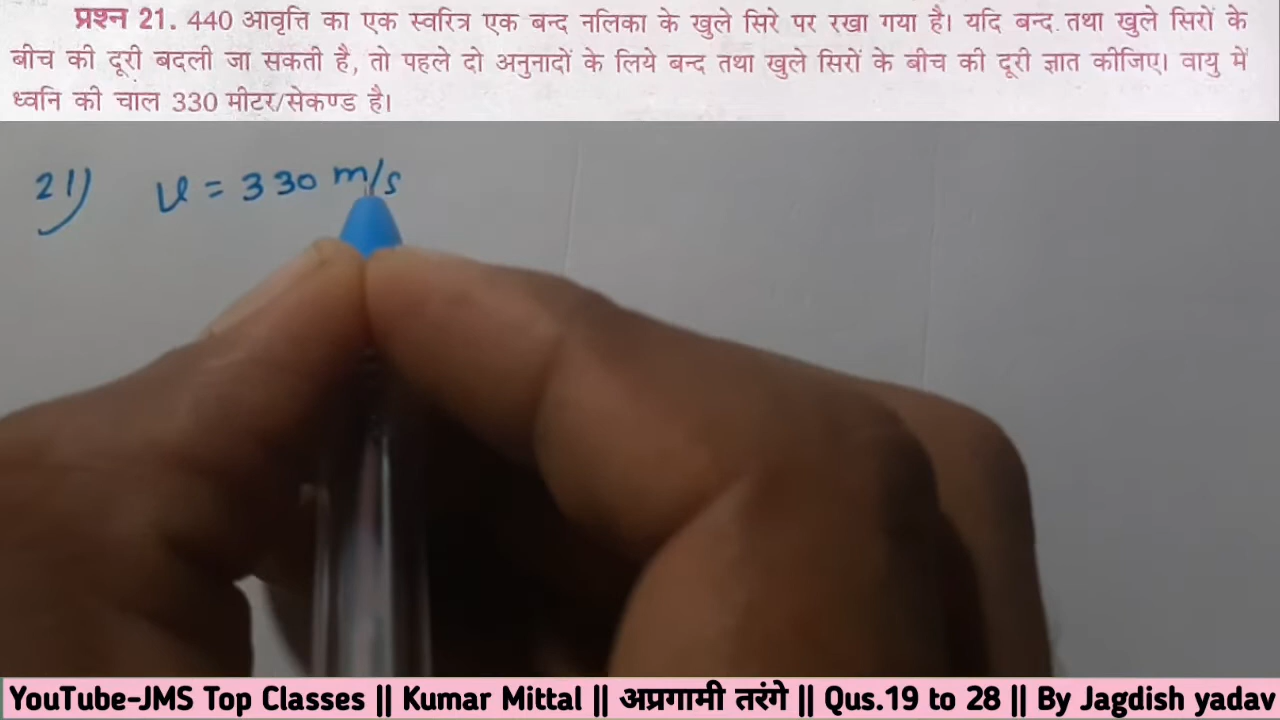 प्रश्न 21. 440 आवृत्ति का एक स्वरित्र एक बन्द नलिका के खुले सिरे पर रखा गया है। यदि बन्द तथा खुले सिरों के
बीच की दूरी बदली जा सकती है, तो पहले दो अनुनादों के लिये बन्द तथा खुले सिरों के बीच की दूरी ज्ञात कीजिए। वायु में
ध्वनि की चाल 330 मीटर/सेकण्ड है।
21) v = 330 m/s
YouTube-JMS Top Classes || Kumar Mittal || अप्रगामी तरंगे || Qus.19 to 28 || By Jagdish yadav